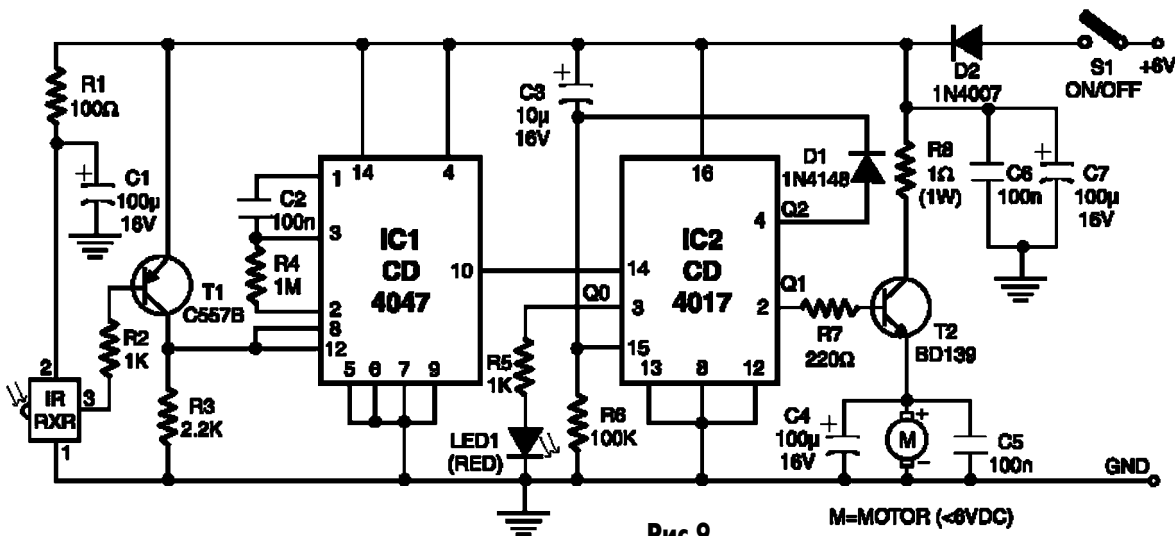 R1
100Ω
C1
100µ
16V
T1
C557B
R2
1K
2
IR
RXR
3
1
R3
2.2K
C2
100n
R4
1M
1
14
4
3
IC1
CD
4047
10
2
8
12
5
6
7
9
C3
10µ
16V
Q0
R5
1K
LED1
(RED)
R6
100K
16
IC2
CD
4017
14
3
15
13
8
12
4
2
Q2
Q1
D1
1N4148
R7
220Ω
R8
1Ω
(1W)
T2
BD139
D2
1N4007
S1
ON/OFF
+6V
C6
100n
C7
100µ
16V
C4
100µ
16V
+
M
−
C5
100n
GND
M=MOTOR (<6VDC)
Рис.9